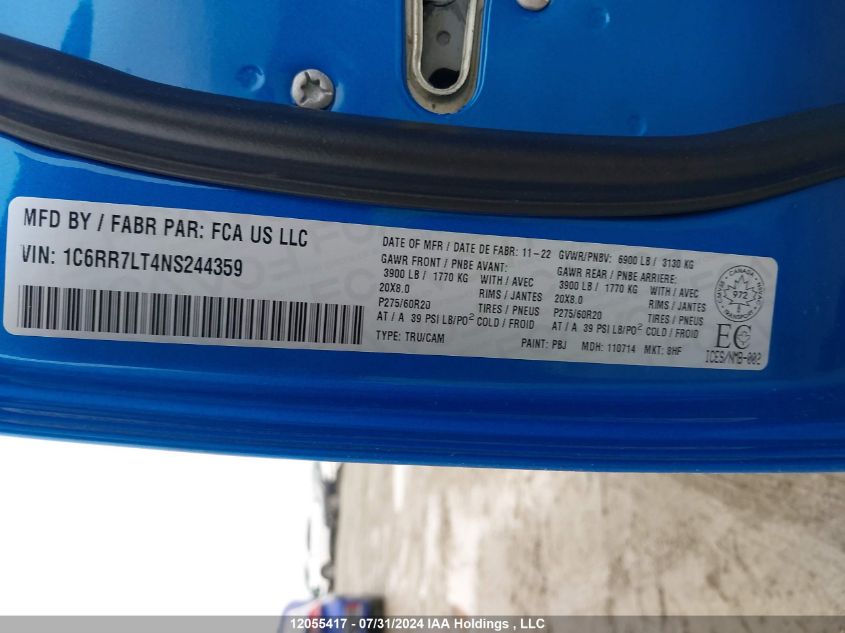 MFD BY / FABR PAR: FCA US LLC
VIN: 1C6RR7LT4NS244359
DATE OF MFR / DATE DE FABR: 11-22 GVWR/PNBV: 6900 LB / 3130 KG
GAWR FRONT / PNBE AVANT:
3900 LB / 1770 KG WITH / AVEC
20X8.0 RIMS / JANTES
P275/60R20 TIRES / PNEUS
AT / A 39 PSI LB/PO² COLD / FROID
GAWR REAR / PNBE ARRIERE:
3900 LB / 1770 KG WITH / AVEC
20X8.0 RIMS / JANTES
P275/60R20 TIRES / PNEUS
AT / A 39 PSI LB/PO² COLD / FROID
TYPE: TRU/CAM PAINT: PBJ MDH: 110714 MKT: 8HF
CANADA
CMVSS NSVAC
972
TRANSPORT
EC
ICES/NMB-002
12055417 - 07/31/2024 IAA Holdings , LLC